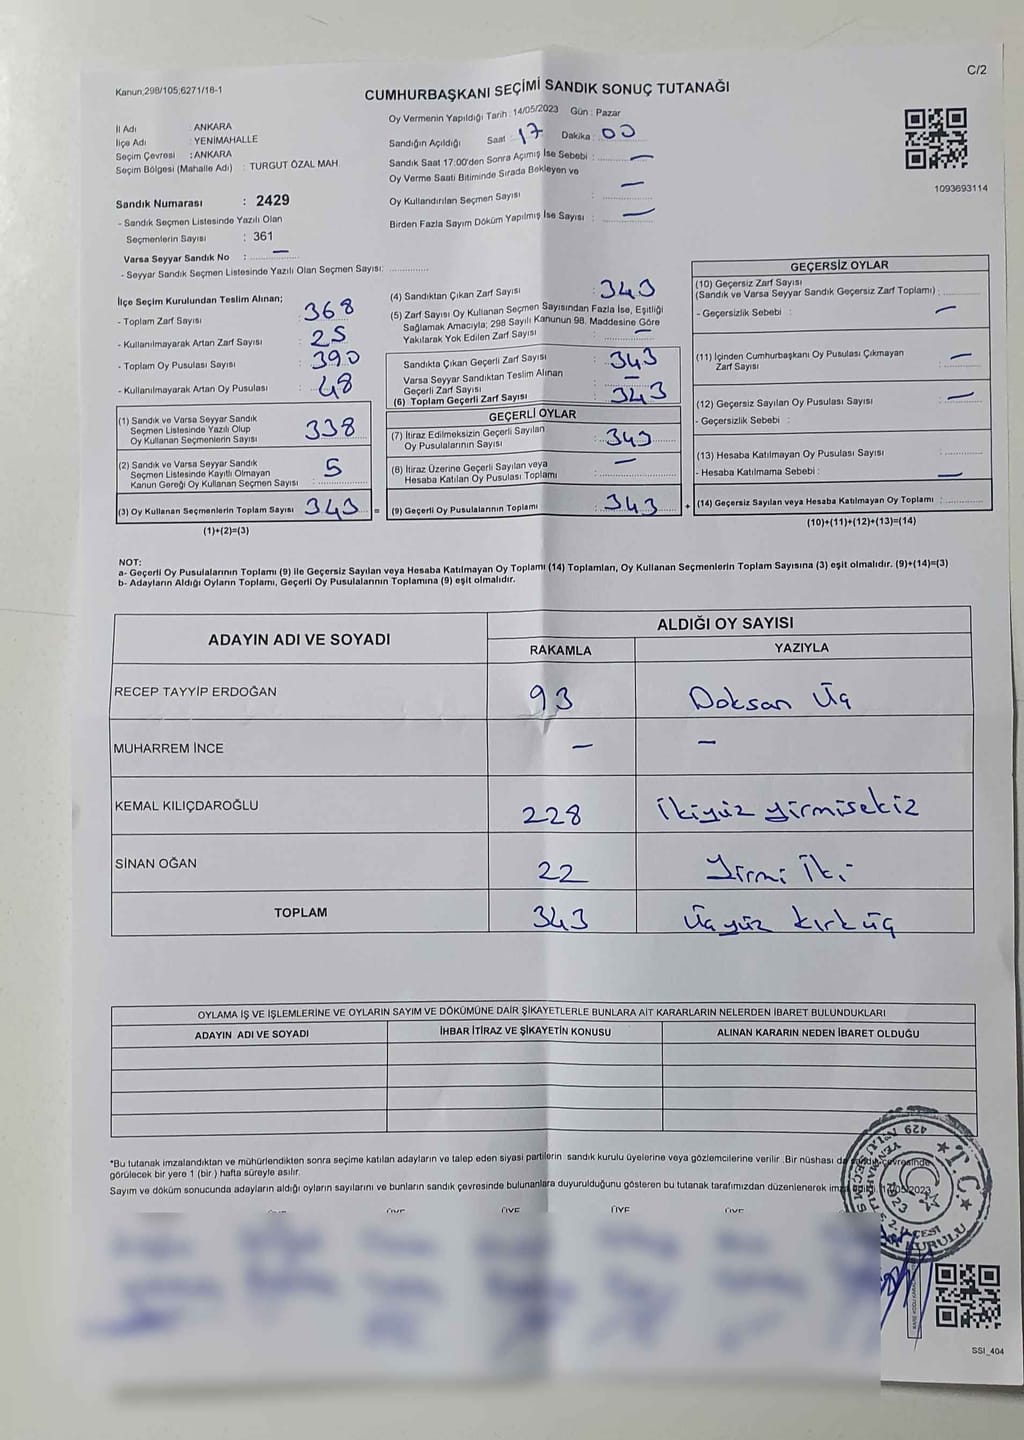 C/2
Kanun;298/105;6271/18-1
CUMHURBAŞKANI SEÇİMİ SANDIK SONUÇ TUTANAĞI
Oy Vermenin Yapıldığı Tarih :14/05/2023 Gün : Pazar
İl Adı : ANKARA
İlçe Adı : YENİMAHALLE
Seçim Çevresi : ANKARA
Seçim Bölgesi (Mahalle Adı) : TURGUT ÖZAL MAH.
Sandığın Açıldığı Saat : 17 Dakika : 00
Sandık Saat 17:00'den Sonra Açımış İse Sebebi : —
Oy Verme Saati Bitiminde Sırada Bekleyen ve
Oy Kullandırılan Seçmen Sayısı : —
Birden Fazla Sayım Döküm Yapılmış İse Sayısı : —
1093693114
Sandık Numarası : 2429
- Sandık Seçmen Listesinde Yazılı Olan
Seçmenlerin Sayısı : 361
Varsa Seyyar Sandık No : —
- Seyyar Sandık Seçmen Listesinde Yazılı Olan Seçmen Sayısı: ..............
İlçe Seçim Kurulundan Teslim Alınan;
- Toplam Zarf Sayısı : 368
- Kullanılmayarak Artan Zarf Sayısı : 25
- Toplam Oy Pusulası Sayısı : 390
- Kullanılmayarak Artan Oy Pusulası : 48
(1) Sandık ve Varsa Seyyar Sandık
Seçmen Listesinde Yazılı Olup
Oy Kullanan Seçmenlerin Sayısı : 338
(2) Sandık ve Varsa Seyyar Sandık
Seçmen Listesinde Kayıtlı Olmayan
Kanun Gereği Oy Kullanan Seçmen Sayısı : 5
(3) Oy Kullanan Seçmenlerin Toplam Sayısı : 343 =
(1)+(2)=(3)
(4) Sandıktan Çıkan Zarf Sayısı : 343
(5) Zarf Sayısı Oy Kullanan Seçmen Sayısından Fazla İse, Eşitliği
Sağlamak Amacıyla; 298 Sayılı Kanunun 98. Maddesine Göre
Yakılarak Yok Edilen Zarf Sayısı : —
Sandıkta Çıkan Geçerli Zarf Sayısı : 343
Varsa Seyyar Sandıktan Teslim Alınan
Geçerli Zarf Sayısı : —
(6) Toplam Geçerli Zarf Sayısı : 343
GEÇERLİ OYLAR
(7) İtiraz Edilmeksizin Geçerli Sayılan
Oy Pusulalarının Sayısı : 343
(8) İtiraz Üzerine Geçerli Sayılan veya
Hesaba Katılan Oy Pusulası Toplamı : —
(9) Geçerli Oy Pusulalarının Toplamı : 343 +
GEÇERSİZ OYLAR
(10) Geçersiz Zarf Sayısı
(Sandık ve Varsa Seyyar Sandık Geçersiz Zarf Toplamı) :
- Geçersizlik Sebebi : —
(11) İçinden Cumhurbaşkanı Oy Pusulası Çıkmayan
Zarf Sayısı : —
(12) Geçersiz Sayılan Oy Pusulası Sayısı : —
- Geçersizlik Sebebi :
(13) Hesaba Katılmayan Oy Pusulası Sayısı :
- Hesaba Katılmama Sebebi : —
(14) Geçersiz Sayılan veya Hesaba Katılmayan Oy Toplamı :
(10)+(11)+(12)+(13)=(14)
NOT:
a- Geçerli Oy Pusulalarının Toplamı (9) ile Geçersiz Sayılan veya Hesaba Katılmayan Oy Toplamı (14) Toplamları, Oy Kullanan Seçmenlerin Toplam Sayısına (3) eşit olmalıdır. (9)+(14)=(3)
b- Adayların Aldığı Oyların Toplamı, Geçerli Oy Pusulalarının Toplamına (9) eşit olmalıdır.
ADAYIN ADI VE SOYADI
ALDIĞI OY SAYISI
RAKAMLA YAZIYLA
RECEP TAYYİP ERDOĞAN 93 Doksan Üç
MUHARREM İNCE — —
KEMAL KILIÇDAROĞLU 228 İkiyüz yirmisekiz
SİNAN OĞAN 22 Yirmi İki
TOPLAM 343 Üçyüz kırküç
OYLAMA İŞ VE İŞLEMLERİNE VE OYLARIN SAYIM VE DÖKÜMÜNE DAİR ŞİKAYETLERLE BUNLARA AİT KARARLARIN NELERDEN İBARET BULUNDUKLARI
ADAYIN ADI VE SOYADI İHBAR İTİRAZ VE ŞİKAYETİN KONUSU ALINAN KARARIN NEDEN İBARET OLDUĞU
*Bu tutanak imzalandıktan ve mühürlendikten sonra seçime katılan adayların ve talep eden siyasi partilerin sandık kurulu üyelerine veya gözlemcilerine verilir .Bir nüshası da sandık çevresinde
görülecek bir yere 1 (bir ) hafta süreyle asılır.
Sayım ve döküm sonucunda adayların aldığı oyların sayılarını ve bunların sandık çevresinde bulunanlara duyurulduğunu gösteren bu tutanak tarafımızdan düzenlenerek imza edildi. 14/05/2023
ÜYE ÜYE ÜYE ÜYE
T.C.
SSI_404